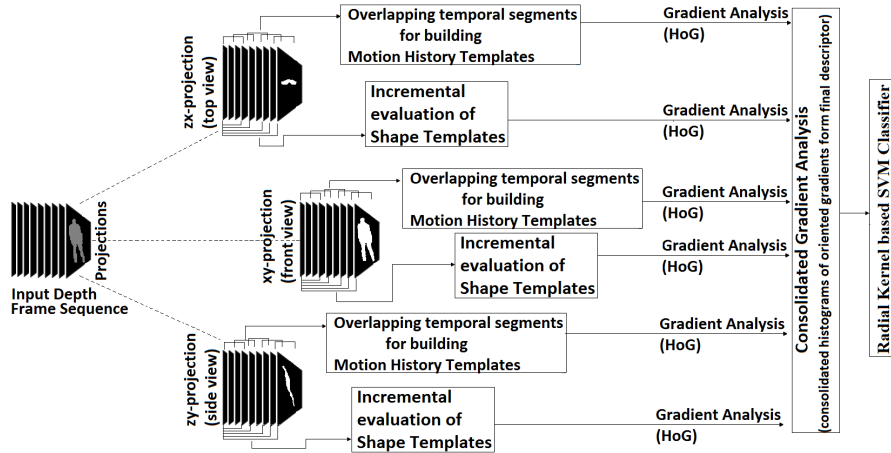 zx-projection
(top view)
Overlapping temporal segments
for building
Motion History Templates
Gradient Analysis
(HoG)
Incremental
evaluation of
Shape Templates
Gradient Analysis
(HoG)
Input Depth
Frame Sequence
Projections
xy-projection
(front view)
Overlapping temporal segments
for building
Motion History Templates
Gradient Analysis
(HoG)
Incremental
evaluation of
Shape Templates
Gradient Analysis
(HoG)
zy-projection
(side view)
Overlapping temporal segments
for building
Motion History Templates
Gradient Analysis
(HoG)
Incremental
evaluation of
Shape Templates
Gradient Analysis
(HoG)
Consolidated Gradient Analysis
(consolidated histograms of oriented gradients form final descriptor)
Radial Kernel based SVM Classifier